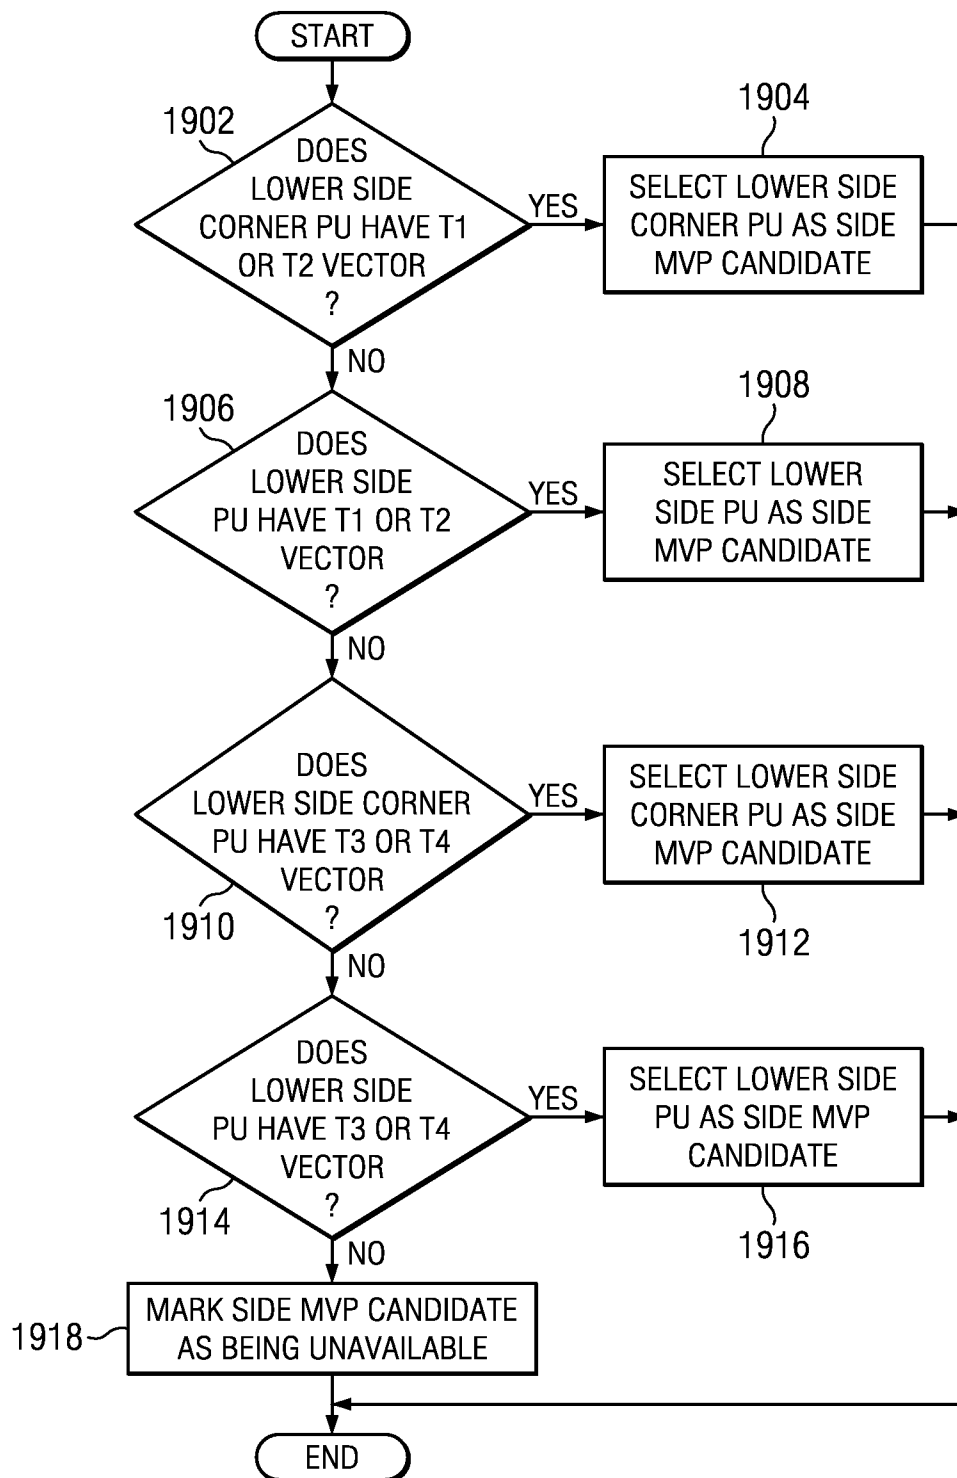 START
1902
DOES
LOWER SIDE
CORNER PU HAVE T1
OR T2 VECTOR
?
YES
1904
SELECT LOWER SIDE
CORNER PU AS SIDE
MVP CANDIDATE
NO
1906
DOES
LOWER SIDE
PU HAVE T1 OR T2
VECTOR
?
YES
1908
SELECT LOWER
SIDE PU AS SIDE
MVP CANDIDATE
NO
DOES
LOWER SIDE CORNER
PU HAVE T3 OR T4
VECTOR
?
1910
YES
SELECT LOWER SIDE
CORNER PU AS SIDE
MVP CANDIDATE
1912
NO
DOES
LOWER SIDE
PU HAVE T3 OR T4
VECTOR
?
1914
YES
SELECT LOWER SIDE
PU AS SIDE MVP
CANDIDATE
1916
NO
MARK SIDE MVP CANDIDATE
AS BEING UNAVAILABLE
1918
END